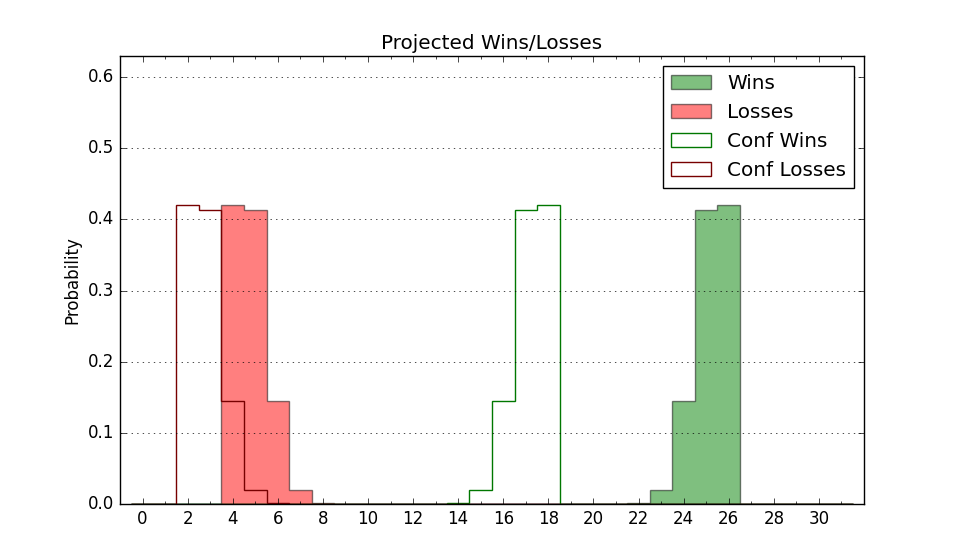 Projected Wins/Losses
Wins
Losses
Conf Wins
Conf Losses
Probability
0.6
0.5
0.4
0.3
0.2
0.1
0.0
0 2 4 6 8 10 12 14 16 18 20 22 24 26 28 30